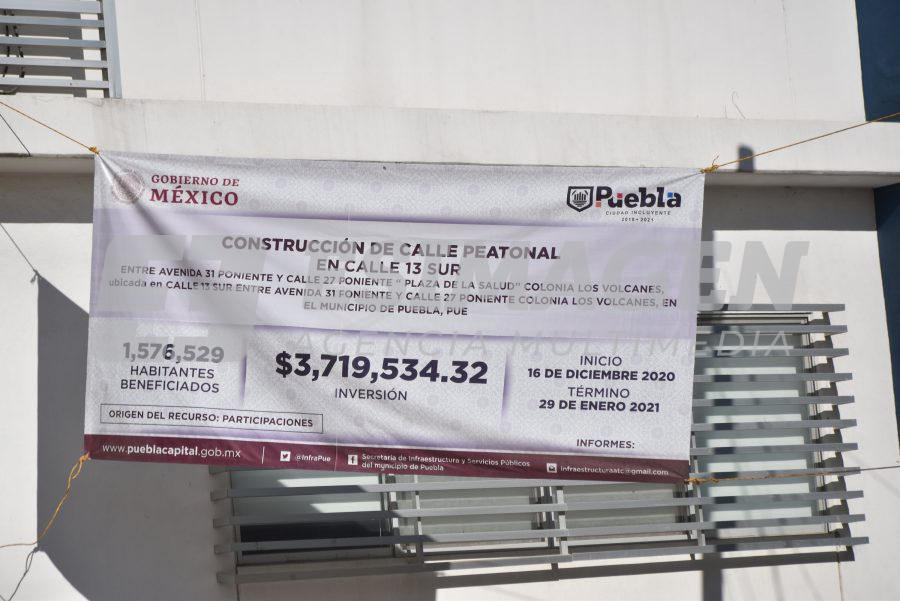 GOBIERNO DE
MÉXICO
Puebla
CIUDAD INCLUYENTE
2018 • 2021
CONSTRUCCIÓN DE CALLE PEATONAL
EN CALLE 13 SUR
ENTRE AVENIDA 31 PONIENTE Y CALLE 27 PONIENTE " PLAZA DE LA SALUD" COLONIA LOS VOLCANES,
ubicada en CALLE 13 SUR ENTRE AVENIDA 31 PONIENTE Y CALLE 27 PONIENTE COLONIA LOS VOLCANES, EN
EL MUNICIPIO DE PUEBLA, PUE
IMAGEN
AGENCIA MULTIMEDIA
1,576,529
HABITANTES
BENEFICIADOS
$3,719,534.32
INVERSIÓN
INICIO
16 DE DICIEMBRE 2020
TÉRMINO
29 DE ENERO 2021
ORIGEN DEL RECURSO: PARTICIPACIONES
INFORMES:
www.pueblacapital.gob.mx
@InfraPue
Secretaría de Infraestructura y Servicios Públicos
del municipio de Puebla
infraestructuraatc@gmail.com